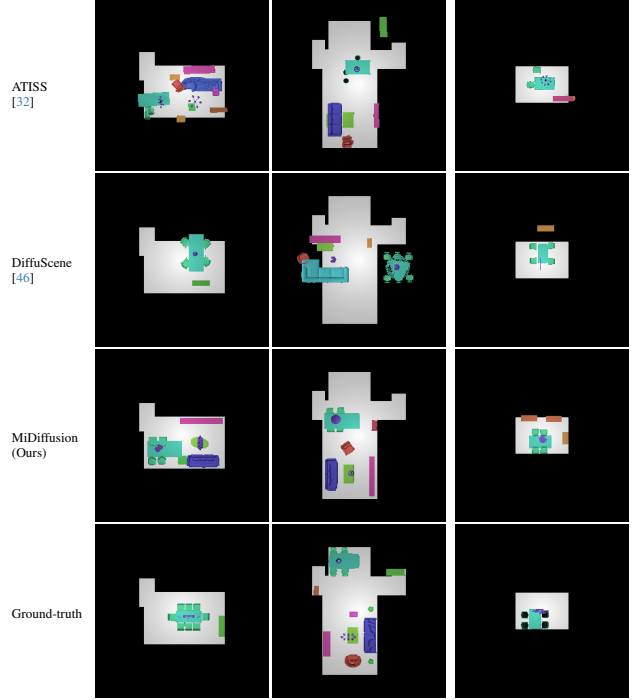 ATISS
[32]
DiffuScene
[46]
MiDiffusion
(Ours)
Ground-truth